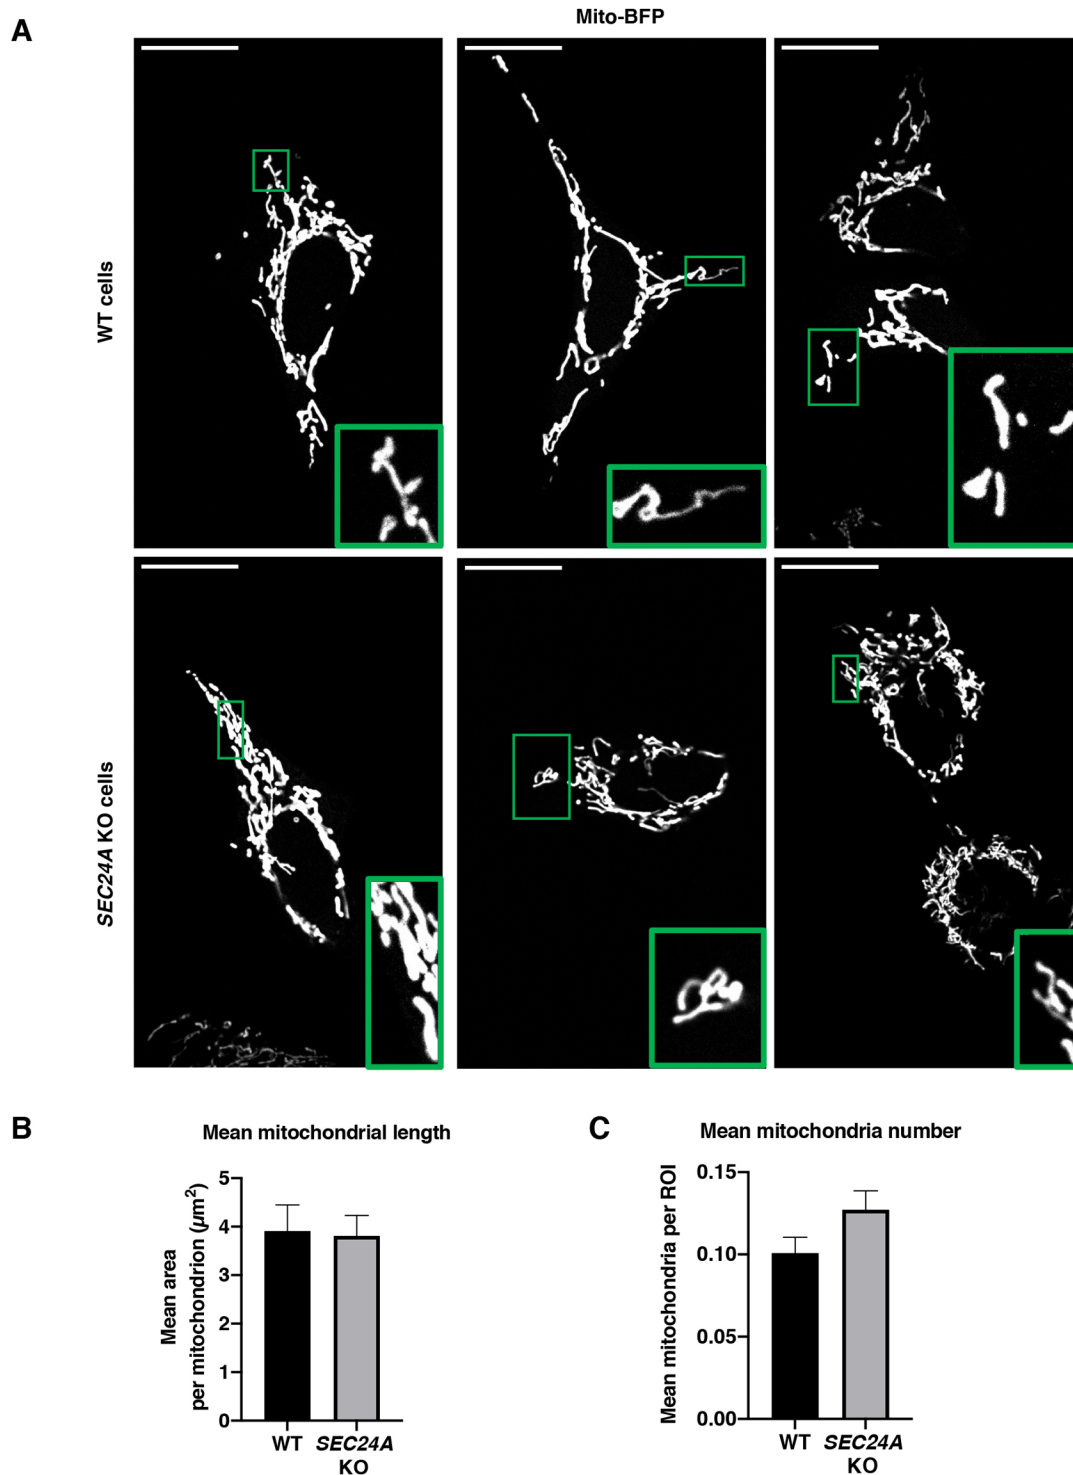 A
Mito-BFP
WT cells
SEC24A KO cells
B
Mean mitochondrial length
Mean area
per mitochondrion (µm²)
5
4
3
2
1
0
WT
SEC24A
KO
C
Mean mitochondria number
Mean mitochondria per ROI
0.15
0.10
0.05
0.00
WT
SEC24A
KO